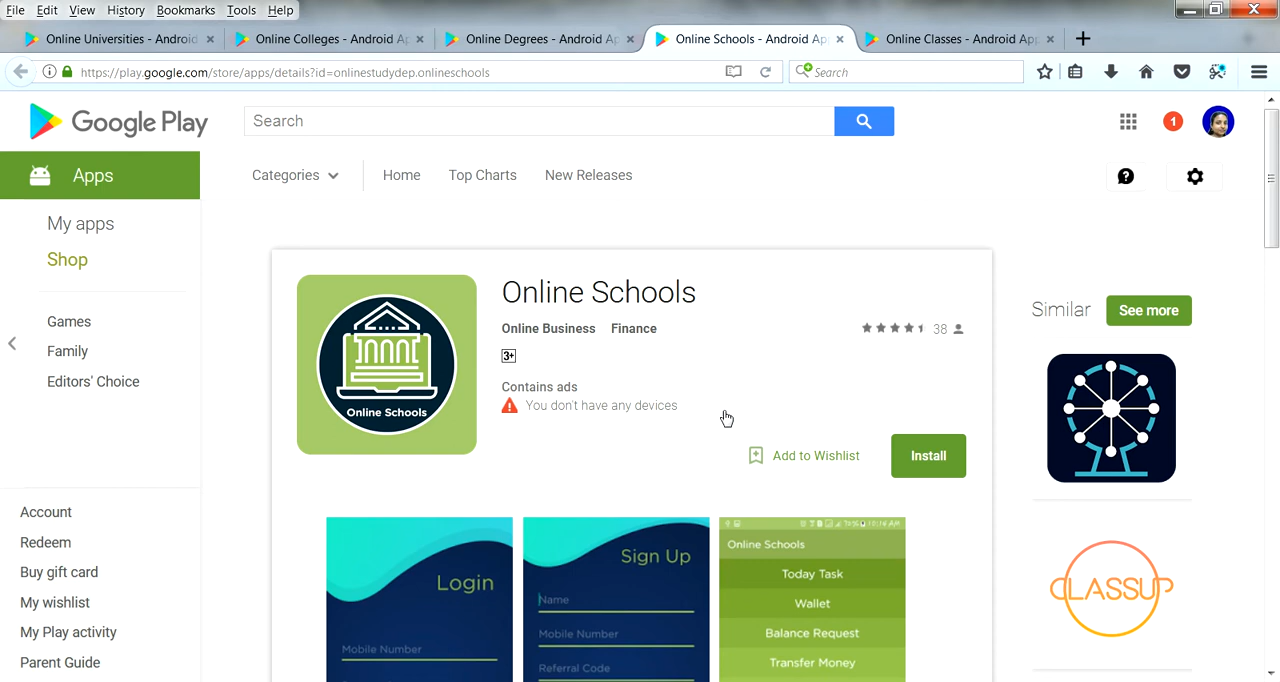 File Edit View History Bookmarks Tools Help
Online Universities - Android
Online Colleges - Android Ap
Online Degrees - Android Ap
Online Schools - Android App
Online Classes - Android App
https://play.google.com/store/apps/details?id=onlinestudydep.onlineschools
Search
Google Play
Search
1
Apps
Categories
Home
Top Charts
New Releases
My apps
Shop
Games
Family
Editors' Choice
Account
Redeem
Buy gift card
My wishlist
My Play activity
Parent Guide
Online Schools
Online Schools
Online Business Finance
38
3+
Contains ads
You don't have any devices
Add to Wishlist
Install
Login
Mobile Number
Sign Up
Name
Mobile Number
Referral Code
10:14 AM
Online Schools
Today Task
Wallet
Balance Request
Transfer Money
Similar
See more
CLASSUP